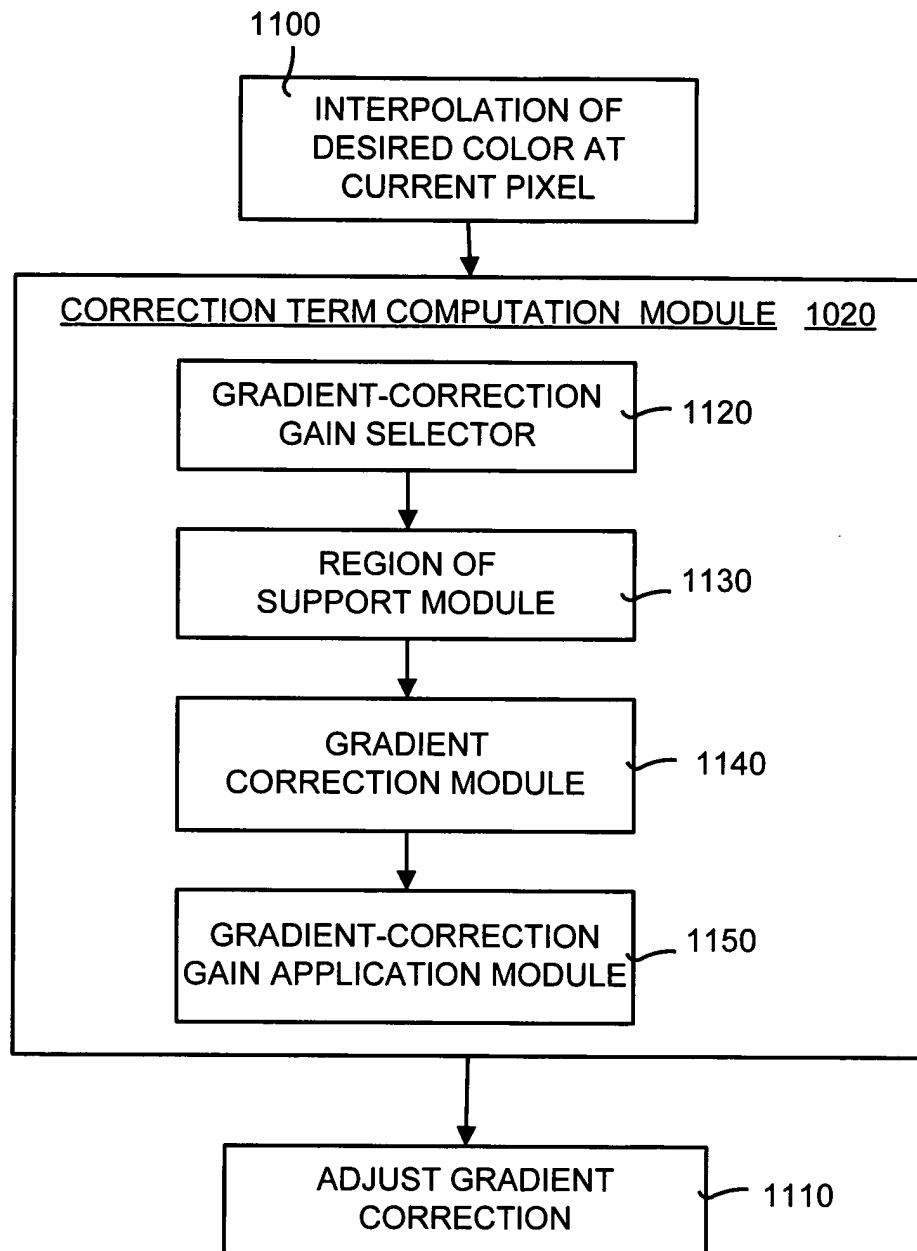 1100
INTERPOLATION OF
DESIRED COLOR AT
CURRENT PIXEL
CORRECTION TERM COMPUTATION MODULE 1020
GRADIENT-CORRECTION
GAIN SELECTOR
1120
REGION OF
SUPPORT MODULE
1130
GRADIENT
CORRECTION MODULE
1140
GRADIENT-CORRECTION
GAIN APPLICATION MODULE
1150
ADJUST GRADIENT
CORRECTION
1110